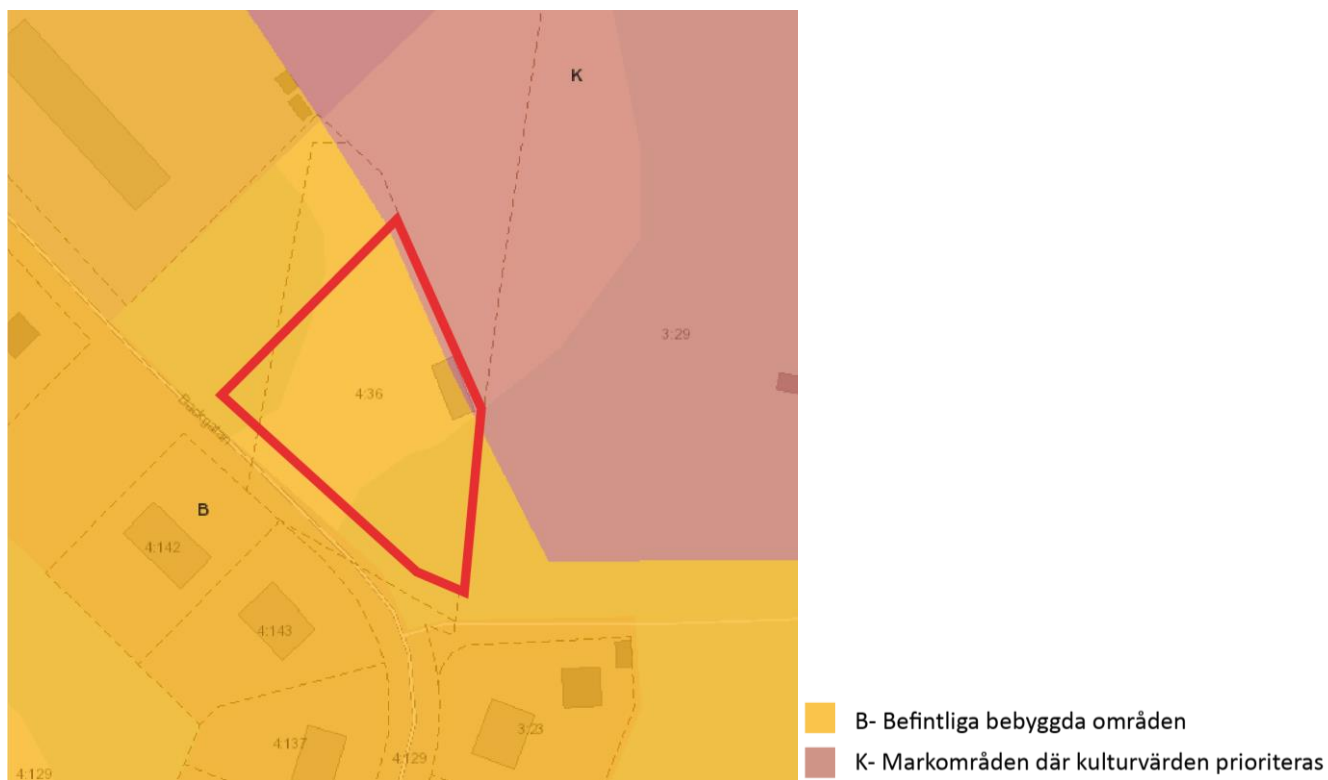 K
3:29
4:36
Backgatan
B
4:142
4:143
3:23
4:137
4:129
4:129
B- Befintliga bebyggda områden
K- Markområden där kulturvärden prioriteras